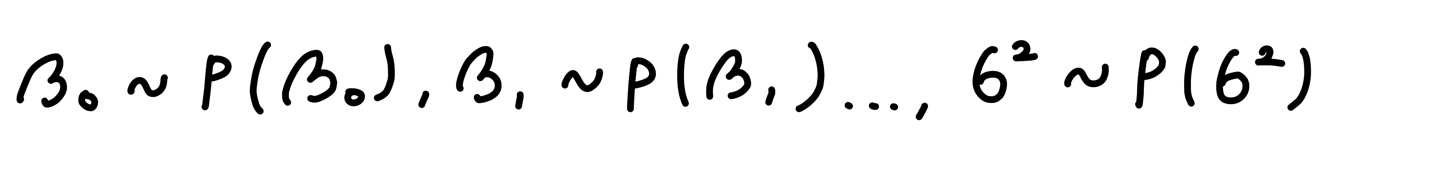 β₀ ~ P(β₀), β₁ ~ P(β₁) ..., σ² ~ P(σ²)